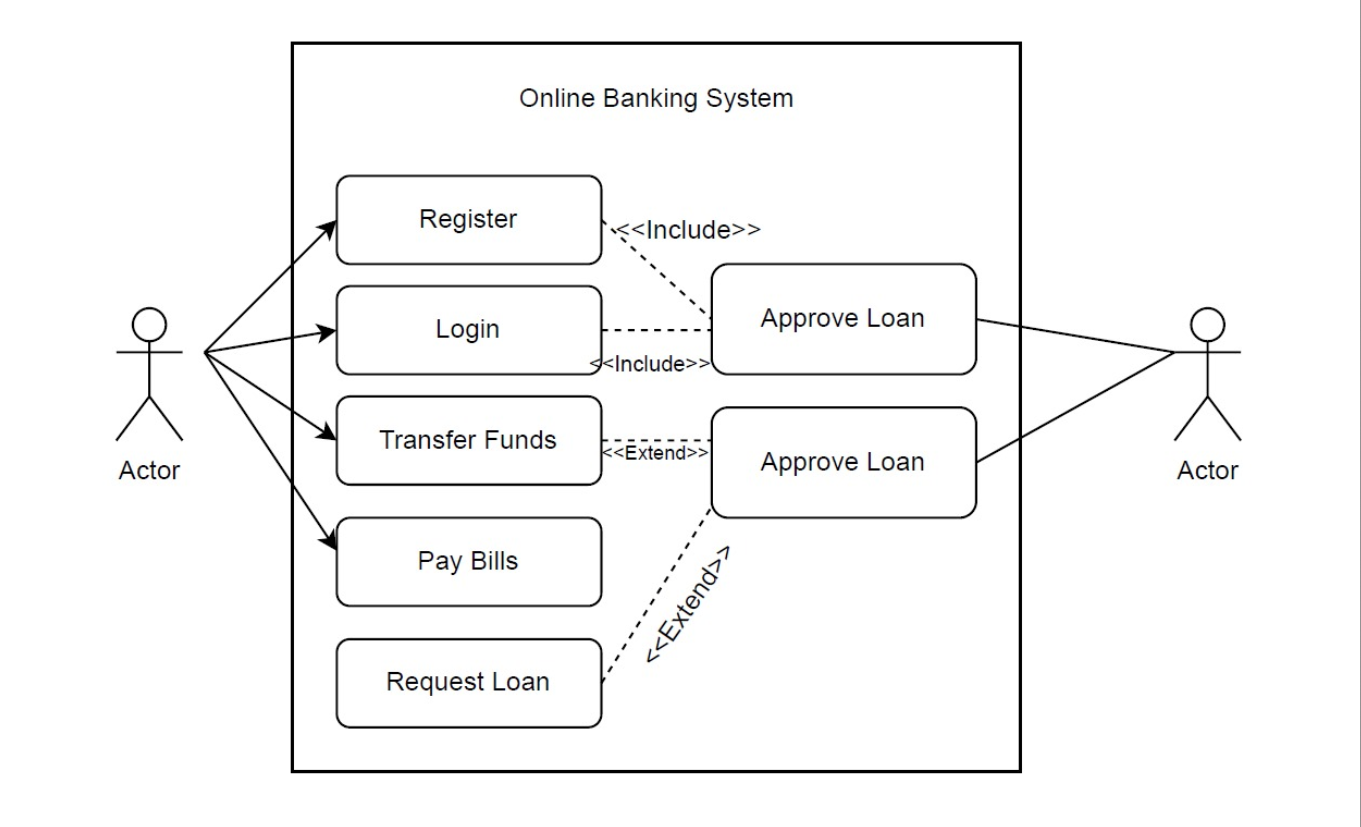 Online Banking System
Register
<<Include>>
Approve Loan
Login
<<Include>>
Transfer Funds
<<Extend>>
Approve Loan
Actor
Actor
Pay Bills
<<Extend>>
Request Loan